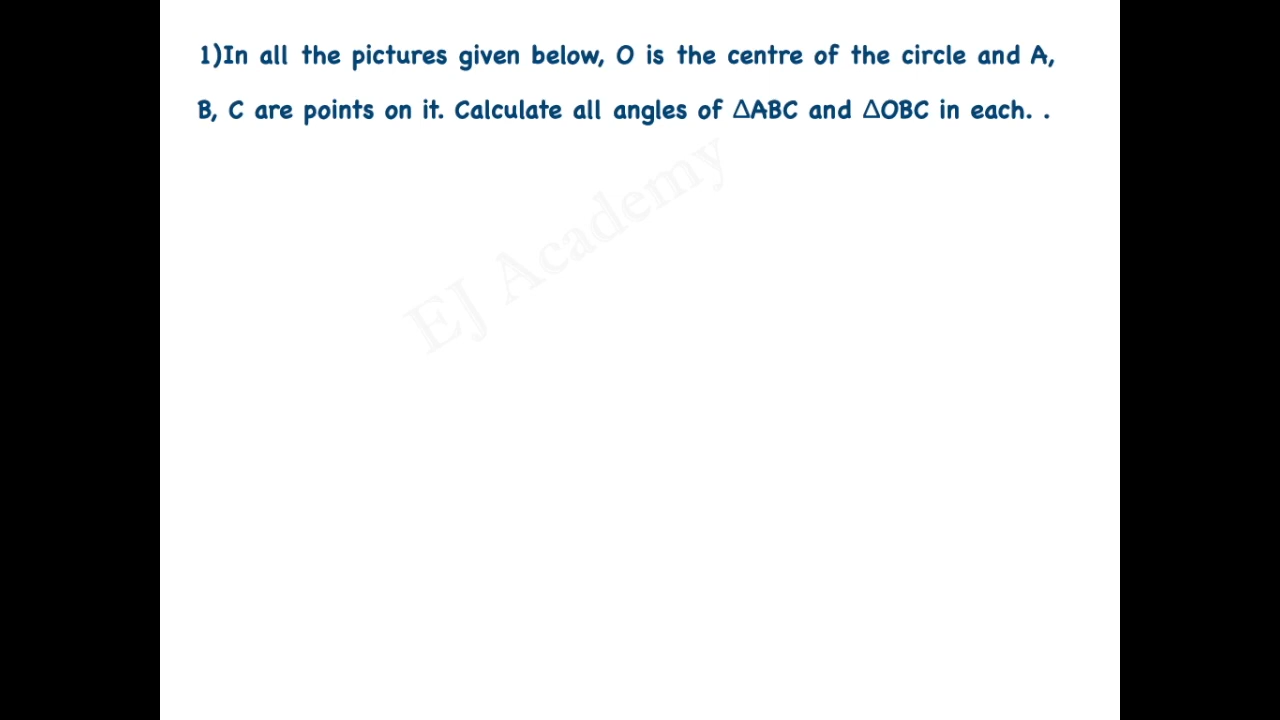 1)In all the pictures given below, O is the centre of the circle and A,
B, C are points on it. Calculate all angles of ΔABC and ΔOBC in each. .
EJ Academy